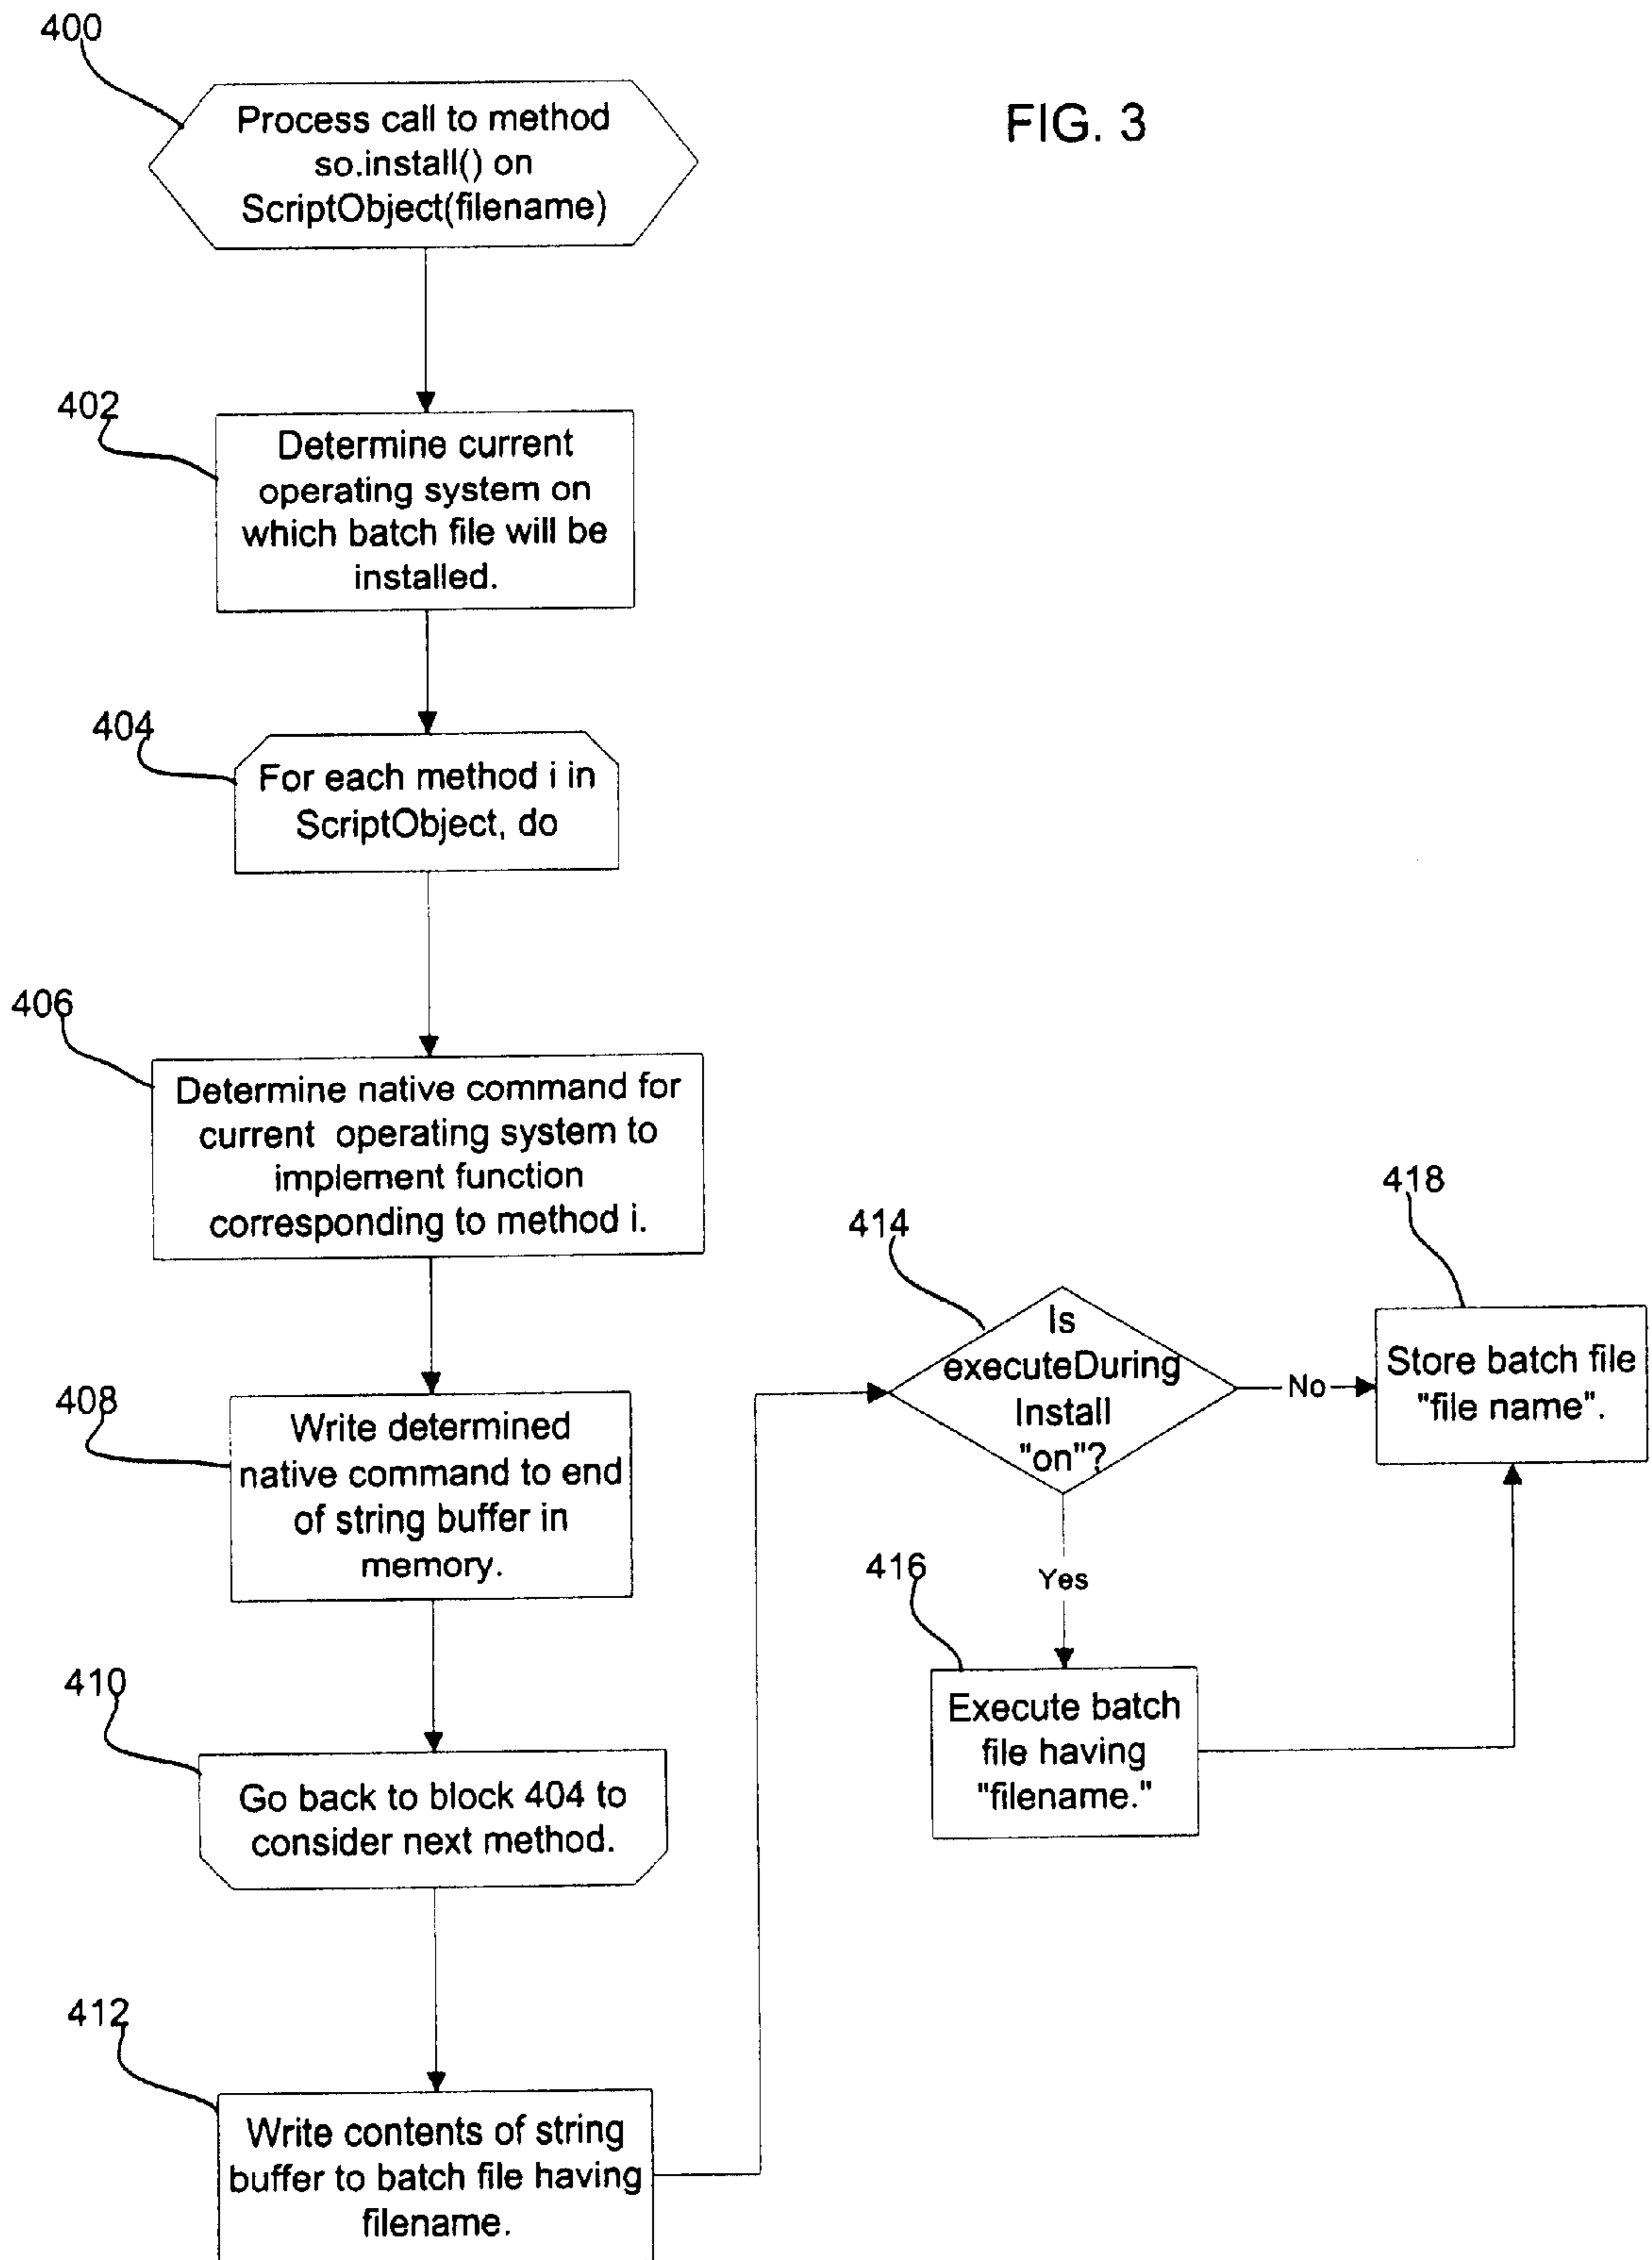 400
Process call to method
so.install() on
ScriptObject(filename)
FIG. 3
402
Determine current
operating system on
which batch file will be
installed.
404
For each method i in
ScriptObject, do
406
Determine native command for
current operating system to
implement function
corresponding to method i.
408
Write determined
native command to end
of string buffer in
memory.
410
Go back to block 404 to
consider next method.
412
Write contents of string
buffer to batch file having
filename.
414
Is
executeDuring
Install
"on"?
No
418
Store batch file
"file name".
Yes
416
Execute batch
file having
"filename."